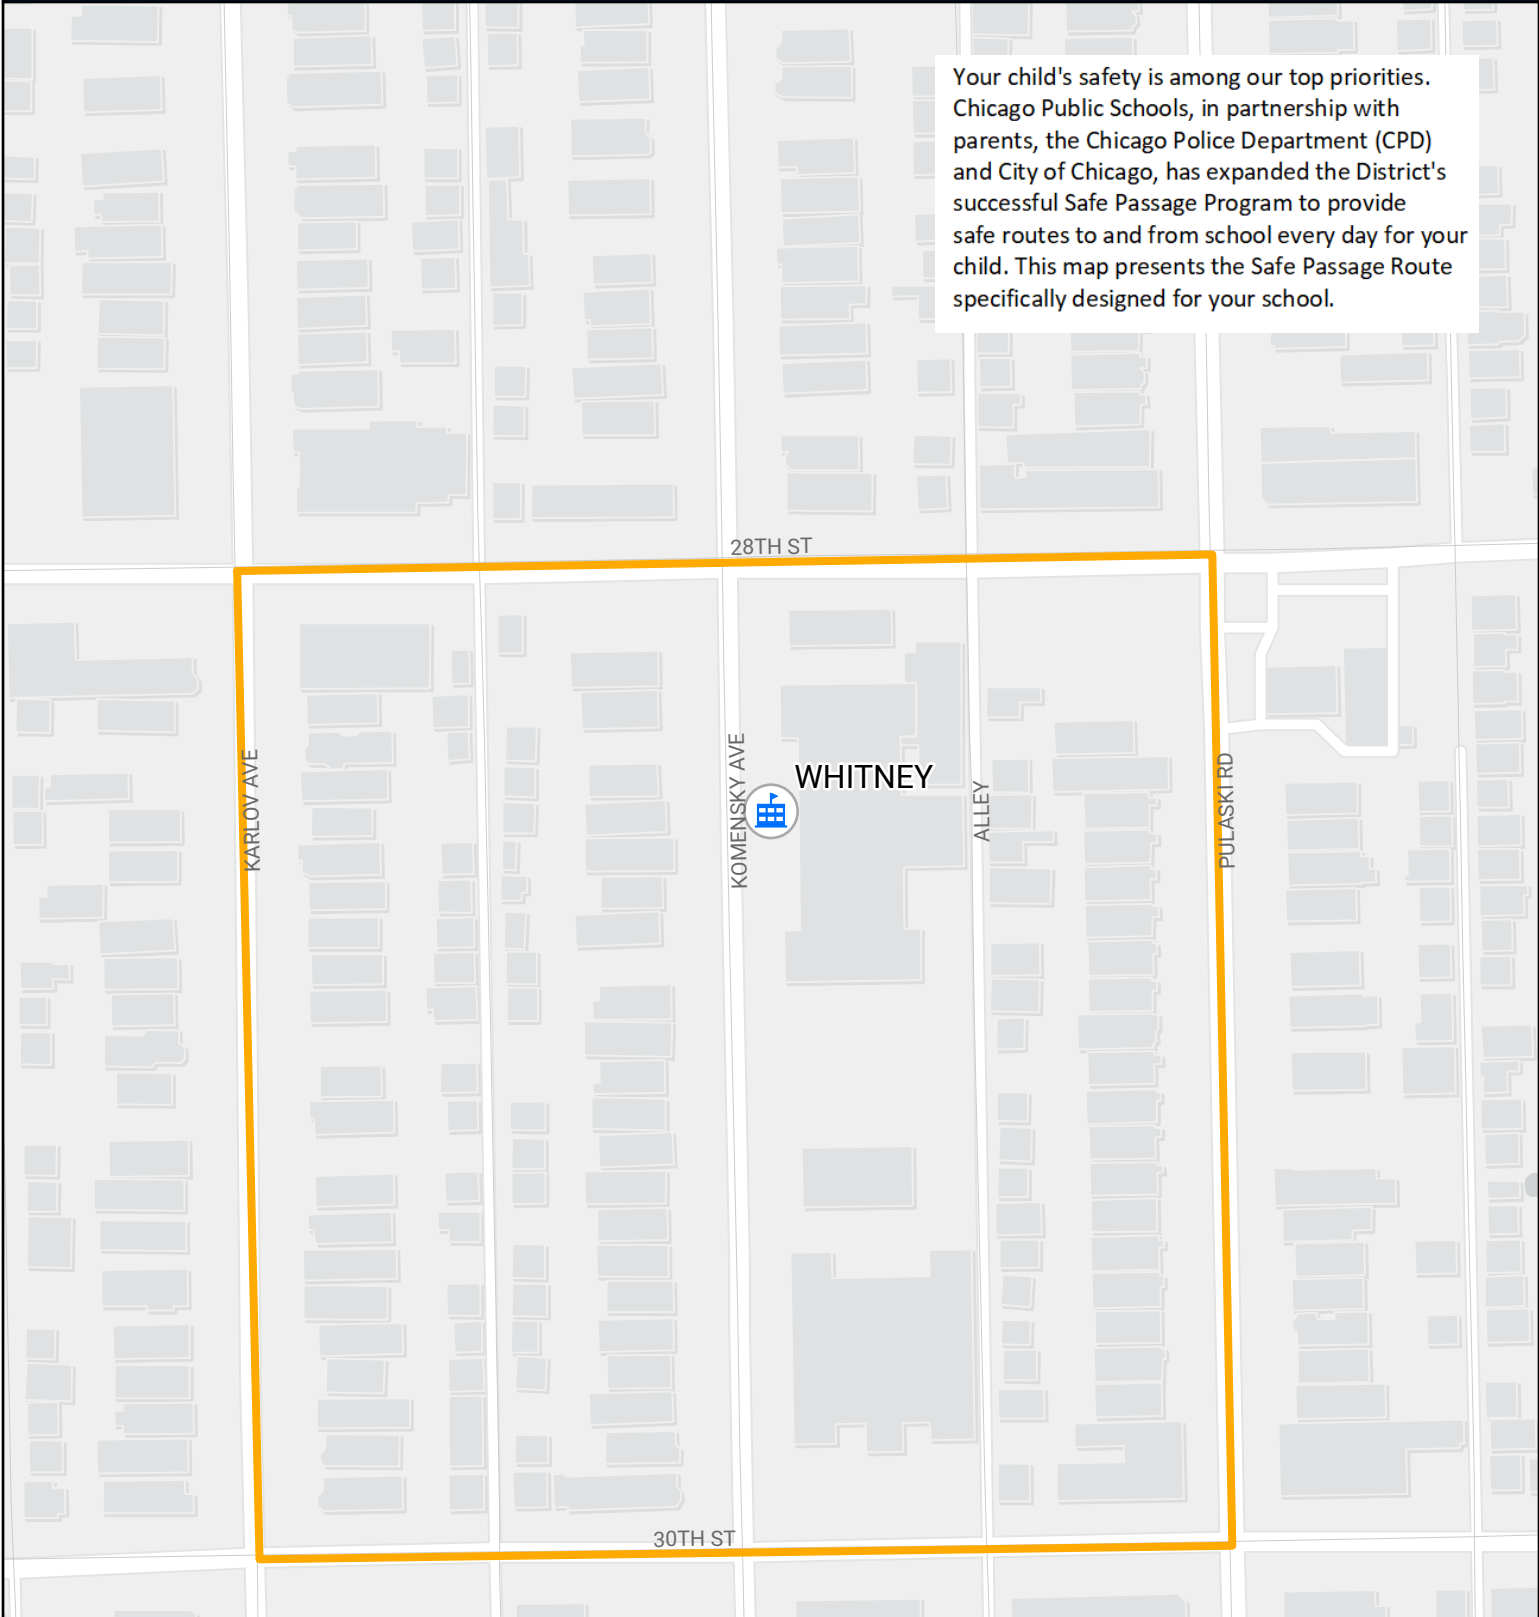 Your child's safety is among our top priorities.
Chicago Public Schools, in partnership with
parents, the Chicago Police Department (CPD)
and City of Chicago, has expanded the District's
successful Safe Passage Program to provide
safe routes to and from school every day for your
child. This map presents the Safe Passage Route
specifically designed for your school.
28TH ST
KARLOV AVE
KOMENSKY AVE
WHITNEY
ALLEY
PULASKI RD
30TH ST